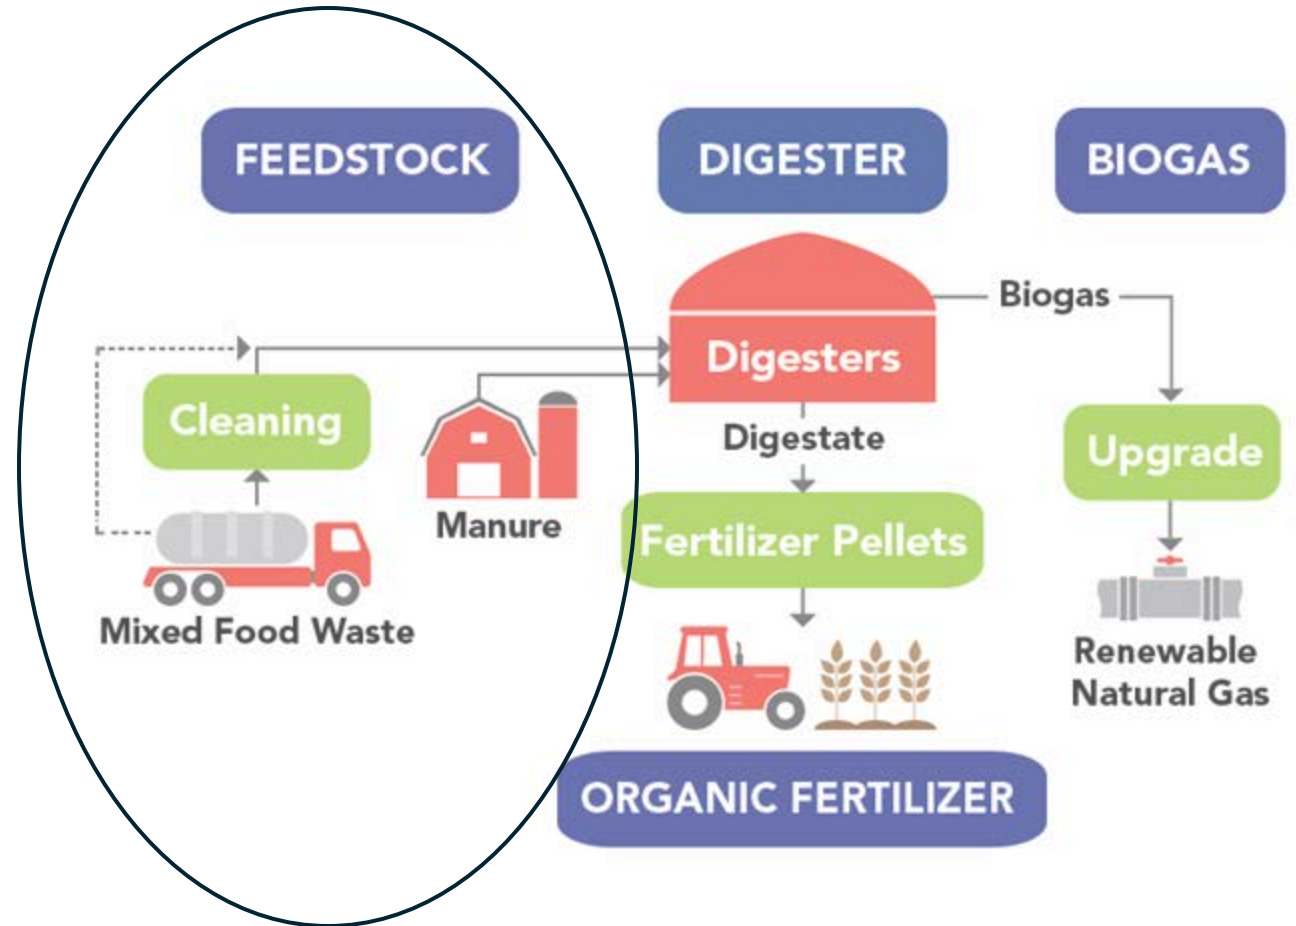 FEEDSTOCK
DIGESTER
BIOGAS
Biogas
Digesters
Cleaning
Digestate
Upgrade
Manure
Fertilizer Pellets
Mixed Food Waste
Renewable
Natural Gas
ORGANIC FERTILIZER